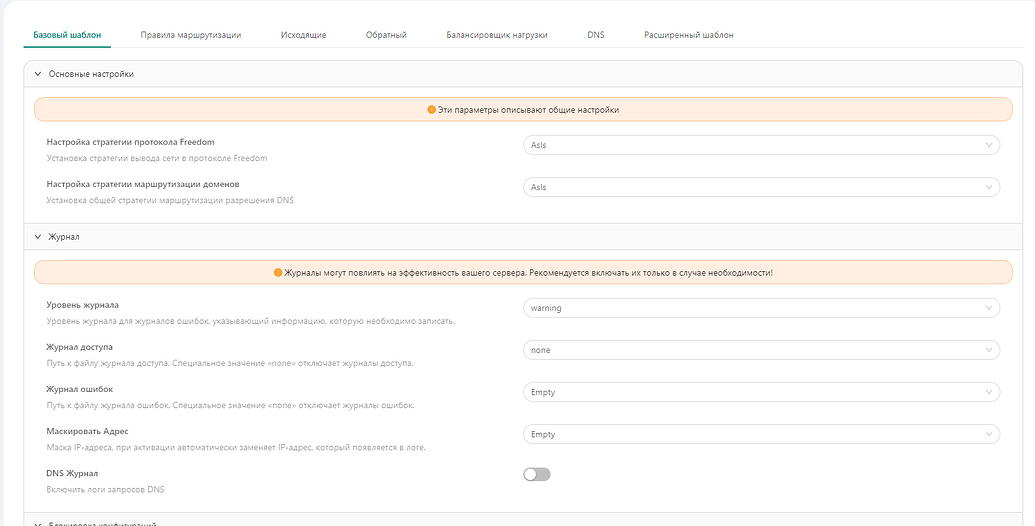 Базовый шаблон Правила маршрутизации Исходящие Обратный Балансировщик нагрузки DNS Расширенный шаблон
Основные настройки
Эти параметры описывают общие настройки
Настройка стратегии протокола Freedom
AsIs
Установка стратегии вывода сети в протоколе Freedom
Настройка стратегии маршрутизации доменов
AsIs
Установка общей стратегии маршрутизации разрешения DNS
Журнал
Журналы могут повлиять на эффективность вашего сервера. Рекомендуется включать их только в случае необходимости!
Уровень журнала
warning
Уровень журнала для журналов ошибок, указывающий информацию, которую необходимо записать.
Журнал доступа
none
Путь к файлу журнала доступа. Специальное значение «none» отключает журналы доступа.
Журнал ошибок
Empty
Путь к файлу журнала ошибок. Специальное значение «none» отключает журналы ошибок.
Маскировать Адрес
Empty
Маска IP-адреса, при активации автоматически заменяет IP-адрес, который появляется в логе.
DNS Журнал
Включить логи запросов DNS
Блокировка конфигураций